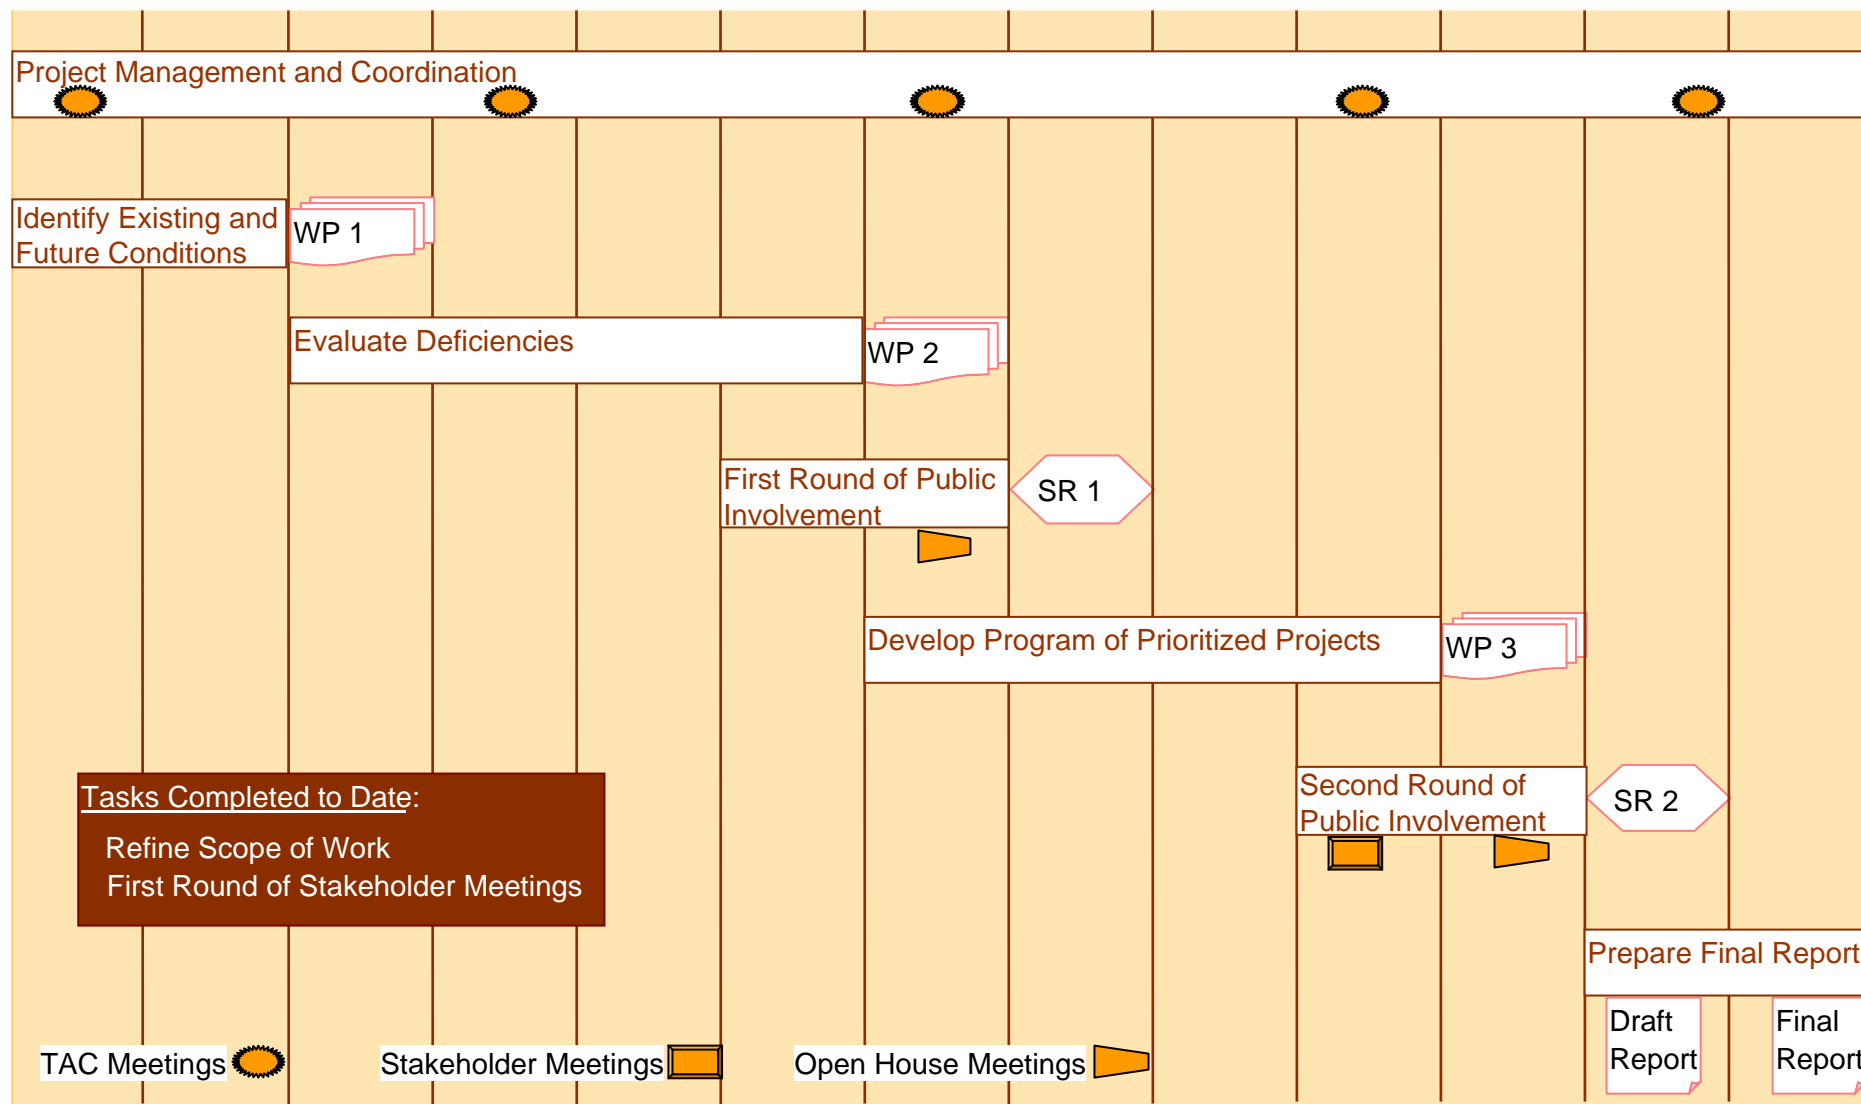 Project Management and Coordination
Identify Existing and
Future Conditions
WP 1
Evaluate Deficiencies
WP 2
First Round of Public
Involvement
SR 1
Develop Program of Prioritized Projects
WP 3
Tasks Completed to Date:
Refine Scope of Work
First Round of Stakeholder Meetings
Second Round of
Public Involvement
SR 2
Prepare Final Report
Draft
Report
Final
Report
TAC Meetings
Stakeholder Meetings
Open House Meetings